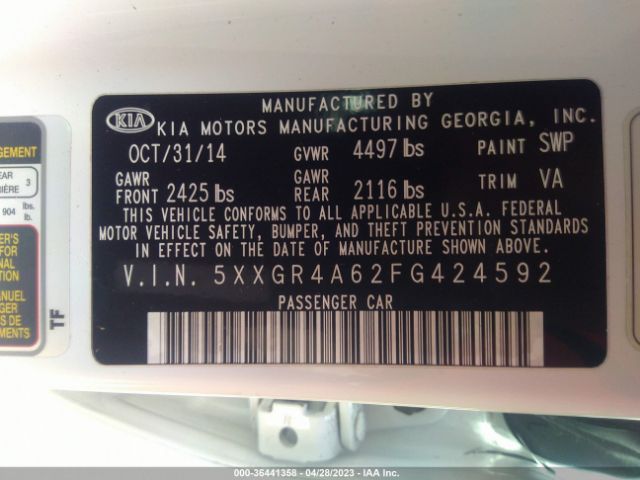 MANUFACTURED BY
KIA KIA MOTORS MANUFACTURING GEORGIA, INC.
OCT/31/14 GVWR 4497 lbs PAINT SWP
GAWR FRONT 2425 lbs GAWR REAR 2116 lbs TRIM VA
THIS VEHICLE CONFORMS TO ALL APPLICABLE U.S.A. FEDERAL
MOTOR VEHICLE SAFETY, BUMPER, AND THEFT PREVENTION STANDARDS
IN EFFECT ON THE DATE OF MANUFACTURE SHOWN ABOVE.
V.I.N. 5XXGR4A62FG424592
PASSENGER CAR
TF
3
904 lbs.
lb.
000-36441358 - 04/28/2023 - IAA Inc.